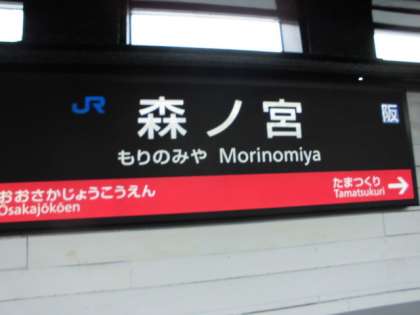 JR 森ノ宮 阪
もりのみや Morinomiya
おおさかじょうこうえん たまつくり
Ōsakajōkōen Tamatsukuri